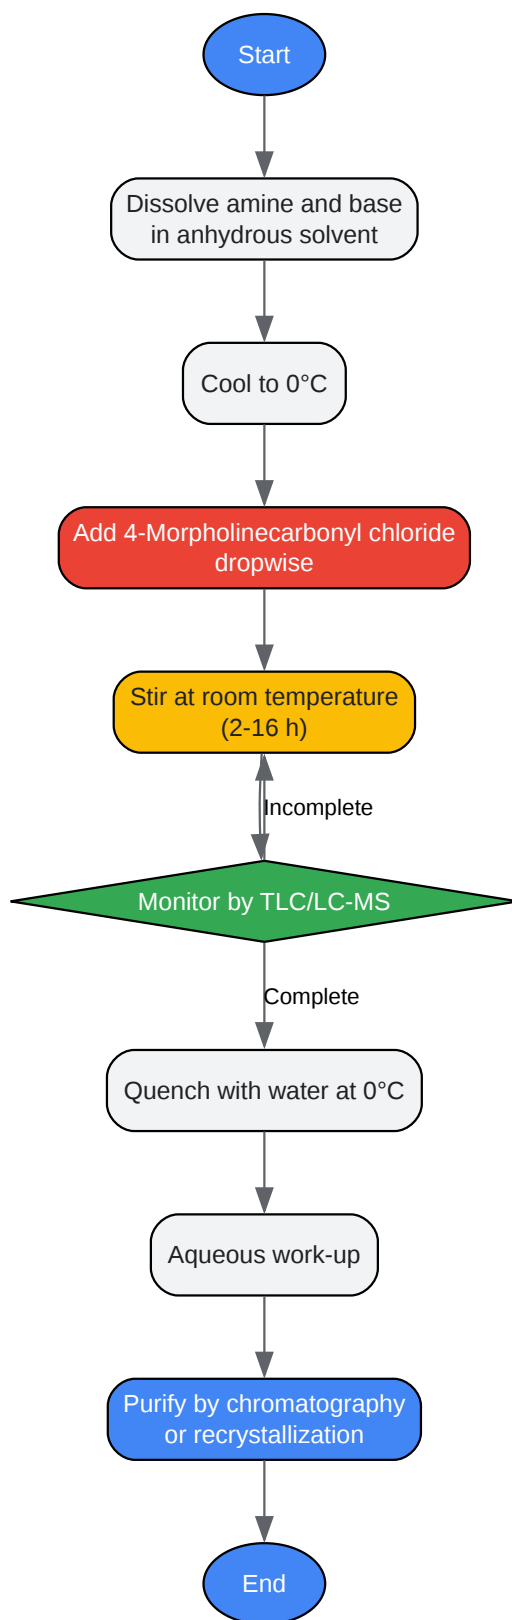 Start
Dissolve amine and base
in anhydrous solvent
Cool to 0°C
Add 4-Morpholinecarbonyl chloride
dropwise
Stir at room temperature
(2-16 h)
Incomplete
Monitor by TLC/LC-MS
Complete
Quench with water at 0°C
Aqueous work-up
Purify by chromatography
or recrystallization
End